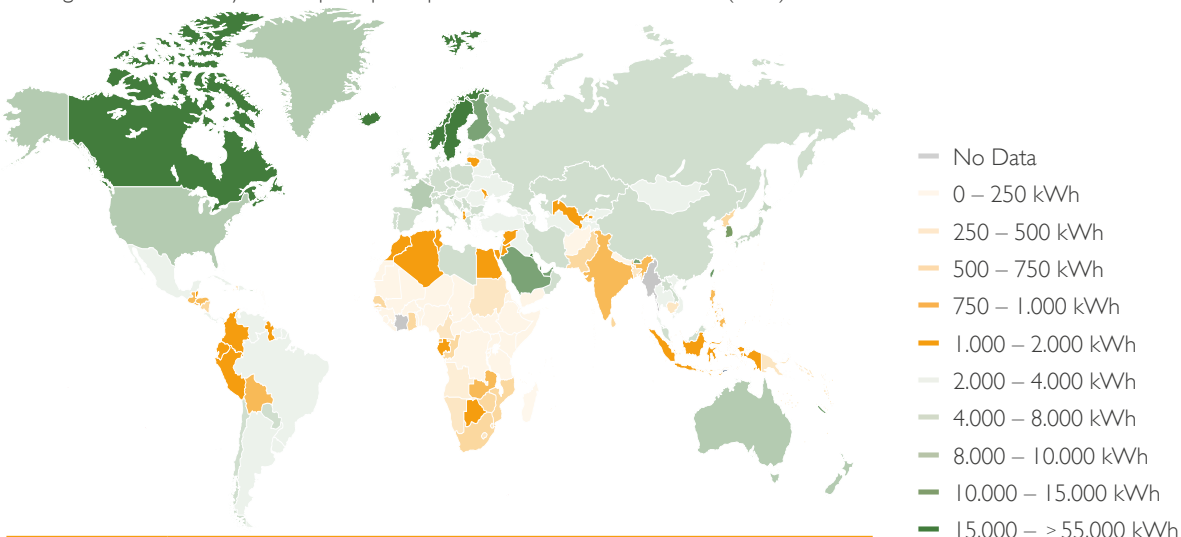 No Data
0 – 250 kWh
250 – 500 kWh
500 – 750 kWh
750 – 1.000 kWh
1.000 – 2.000 kWh
2.000 – 4.000 kWh
4.000 – 8.000 kWh
8.000 – 10.000 kWh
10.000 – 15.000 kWh
15.000 – >55.000 kWh